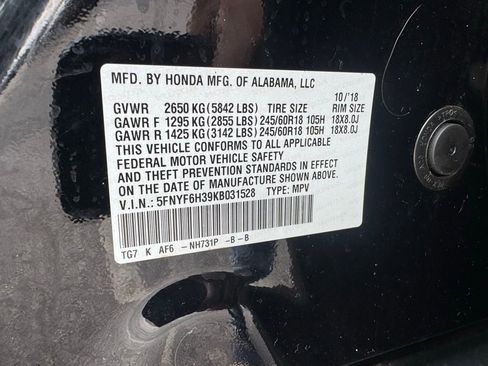 MFD. BY HONDA MFG. OF ALABAMA, LLC
10/'18
GVWR 2650 KG (5842 LBS) TIRE SIZE RIM SIZE
GAWR F 1295 KG (2855 LBS) 245/60R18 105H 18X8.0J
GAWR R 1425 KG (3142 LBS) 245/60R18 105H 18X8.0J
THIS VEHICLE CONFORMS TO ALL APPLICABLE
FEDERAL MOTOR VEHICLE SAFETY
AND THEFT PREVENTION STANDARDS IN EFFECT
ON THE DATE OF MANUFACTURE SHOWN ABOVE.
V.I.N.: 5FNYF6H39KB031528 TYPE: MPV
TG7 K AF6 -NH731P -B-B